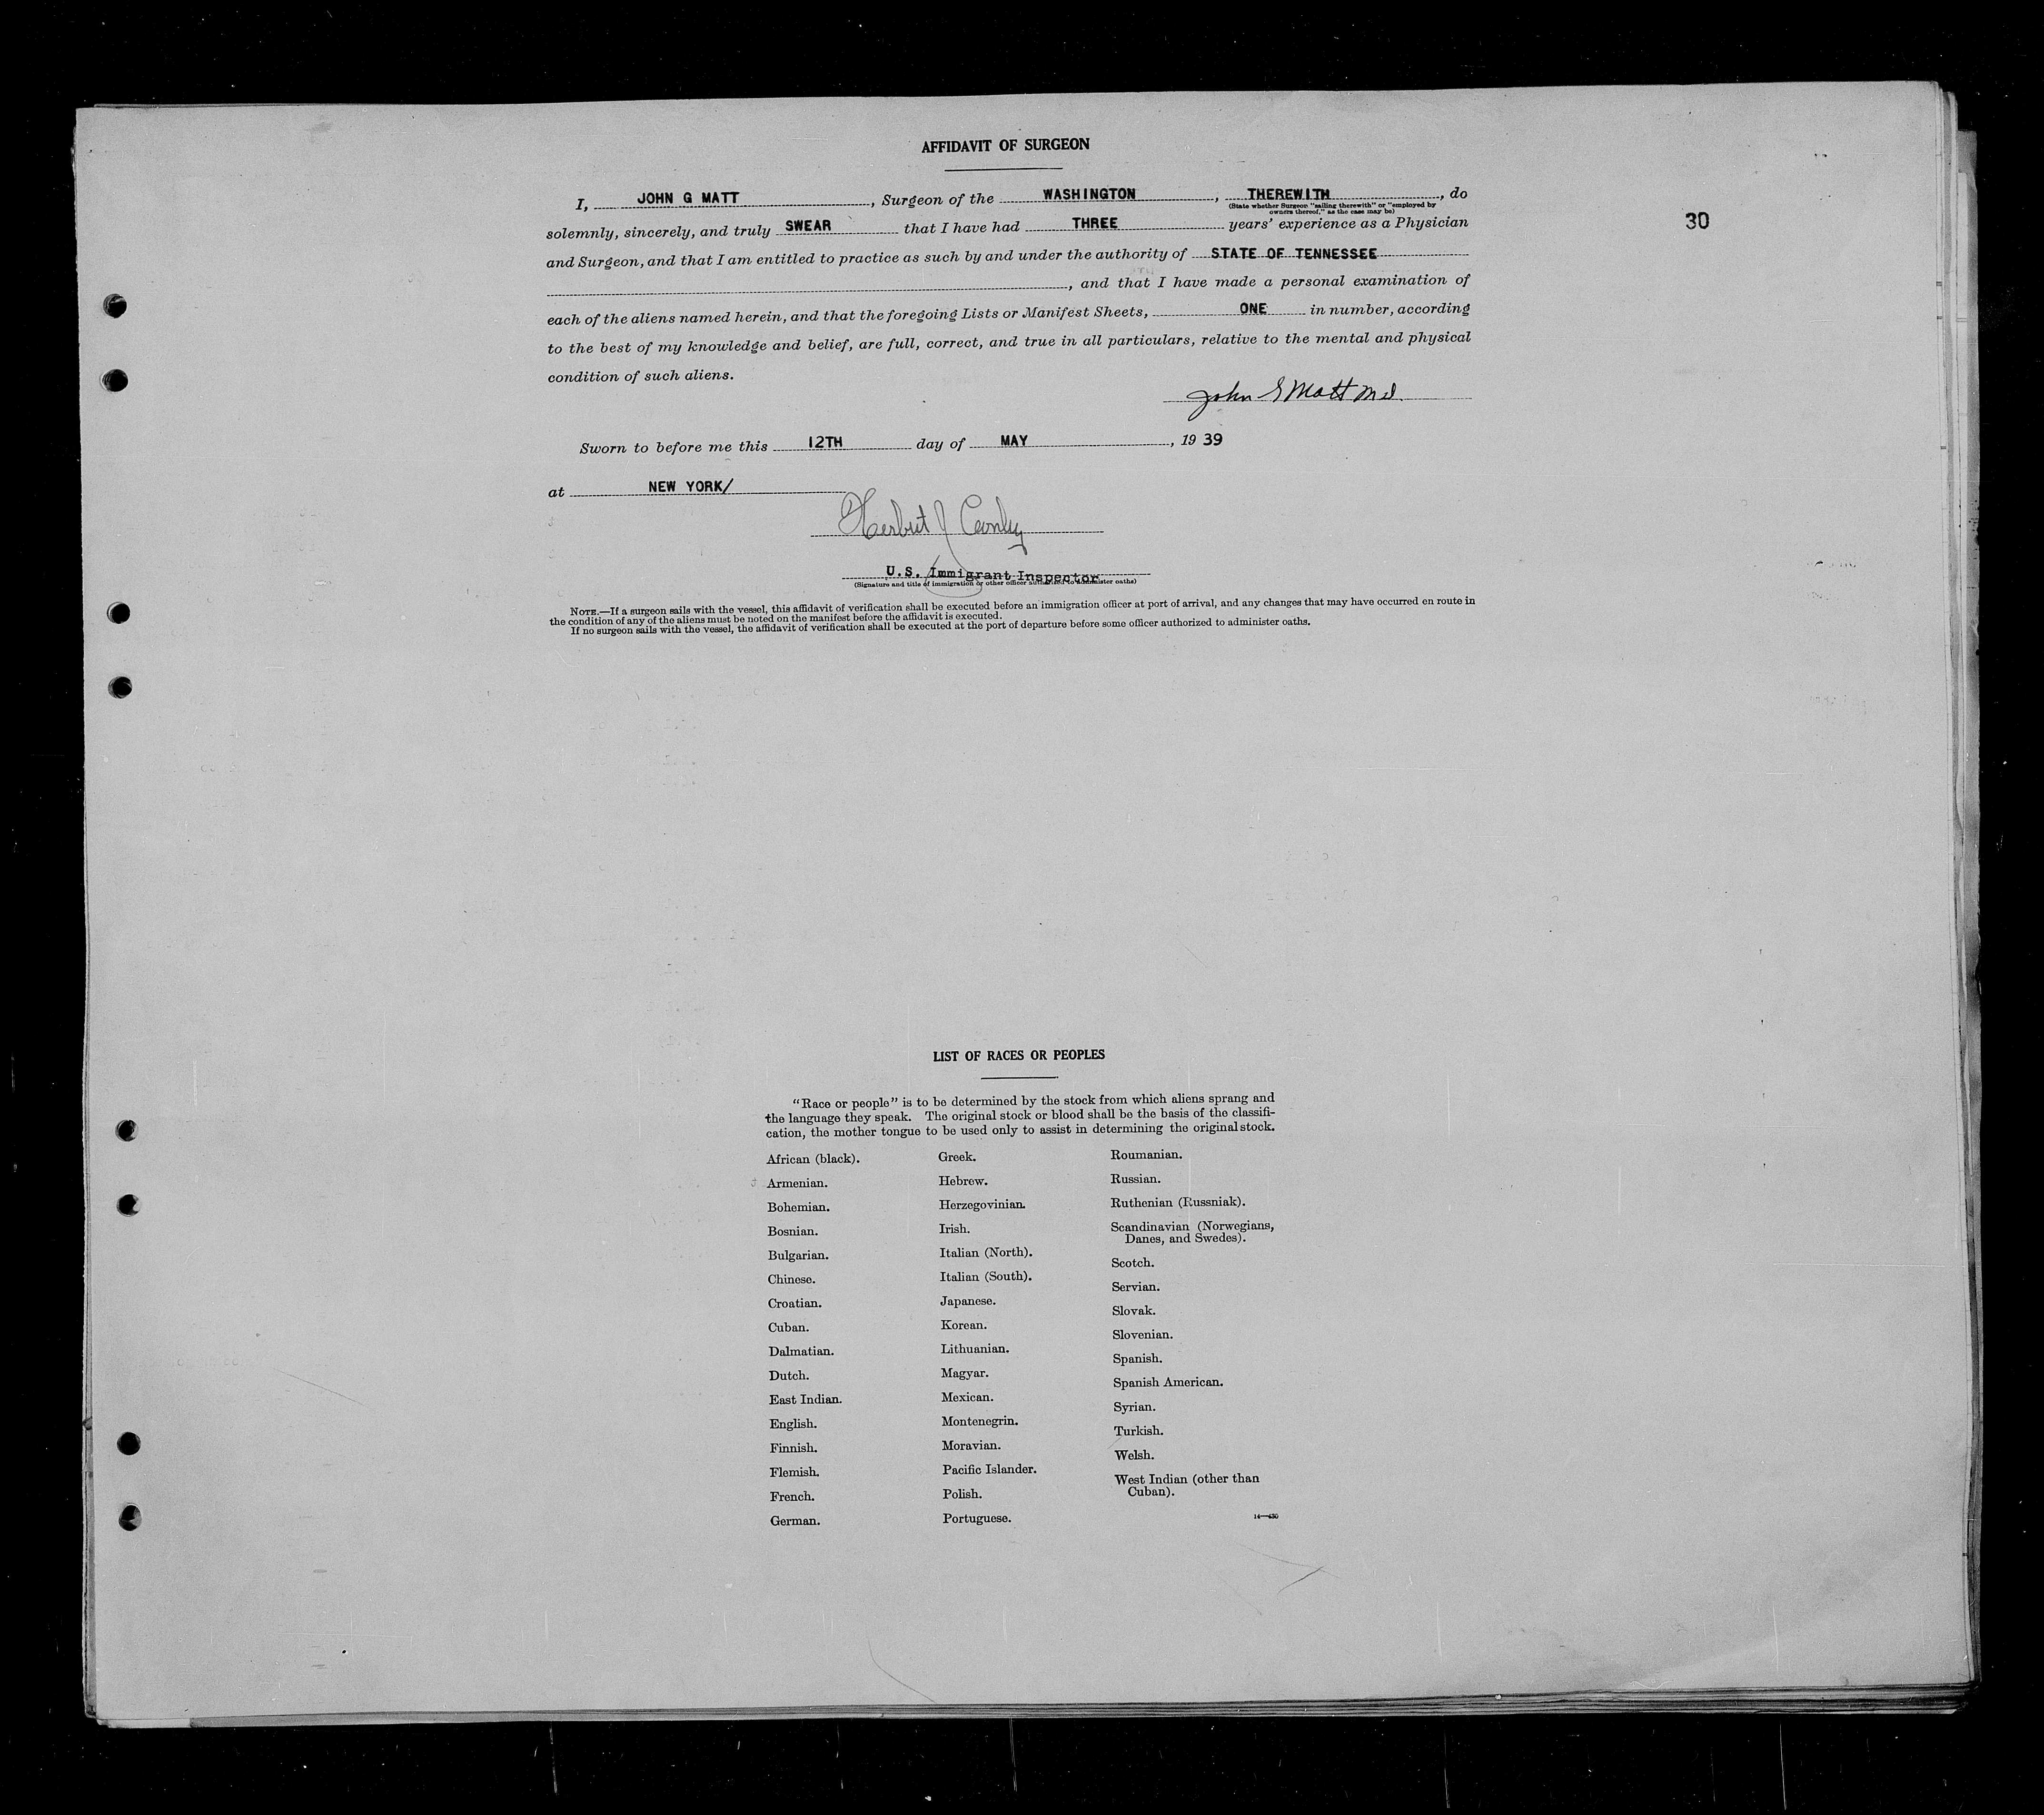 AFFIDAVIT OF SURGEON
I, JOHN G MATT, Surgeon of the WASHINGTON, THEREWITH, do
(State whether Surgeon "sailing therewith" or "employed by
owners thereof," as the case may be)
30
solemnly, sincerely, and truly SWEAR that I have had THREE years' experience as a Physician
and Surgeon, and that I am entitled to practice as such by and under the authority of STATE OF TENNESSEE
, and that I have made a personal examination of
each of the aliens named herein, and that the foregoing Lists or Manifest Sheets, ONE in number, according
to the best of my knowledge and belief, are full, correct, and true in all particulars, relative to the mental and physical
condition of such aliens.
John G Matt MD.
Sworn to before me this 12TH day of MAY, 19 39
at NEW YORK/
Herbert J Conley
U.S. Immigrant Inspector
(Signature and title of immigration or other officer authorized to administer oaths)
NOTE.—If a surgeon sails with the vessel, this affidavit of verification shall be executed before an immigration officer at port of arrival, and any changes that may have occurred en route in
the condition of any of the aliens must be noted on the manifest before the affidavit is executed.
If no surgeon sails with the vessel, the affidavit of verification shall be executed at the port of departure before some officer authorized to administer oaths.
LIST OF RACES OR PEOPLES
"Race or people" is to be determined by the stock from which aliens sprang and
the language they speak. The original stock or blood shall be the basis of the classifi-
cation, the mother tongue to be used only to assist in determining the original stock.
African (black).
Armenian.
Bohemian.
Bosnian.
Bulgarian.
Chinese.
Croatian.
Cuban.
Dalmatian.
Dutch.
East Indian.
English.
Finnish.
Flemish.
French.
German.
Greek.
Hebrew.
Herzegovinian.
Irish.
Italian (North).
Italian (South).
Japanese.
Korean.
Lithuanian.
Magyar.
Mexican.
Montenegrin.
Moravian.
Pacific Islander.
Polish.
Portuguese.
Roumanian.
Russian.
Ruthenian (Russniak).
Scandinavian (Norwegians,
Danes, and Swedes).
Scotch.
Servian.
Slovak.
Slovenian.
Spanish.
Spanish American.
Syrian.
Turkish.
Welsh.
West Indian (other than
Cuban).
14—430